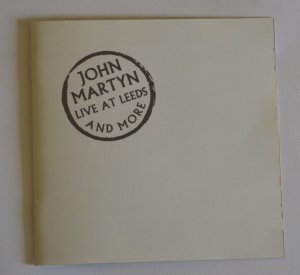 JOHN
MARTYN
LIVE AT LEEDS
AND MORE